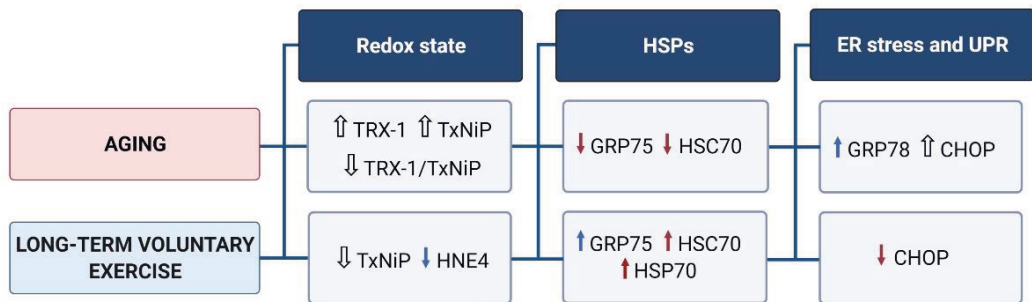 Redox state
HSPs
ER stress and UPR
AGING
⇧ TRX-1 ⇧ TxNiP
⇩ TRX-1/TxNiP
↓ GRP75 ↓ HSC70
↑ GRP78 ⇧ CHOP
LONG-TERM VOLUNTARY
EXERCISE
⇩ TxNiP ↓ HNE4
↑ GRP75 ↑ HSC70
↑ HSP70
↓ CHOP